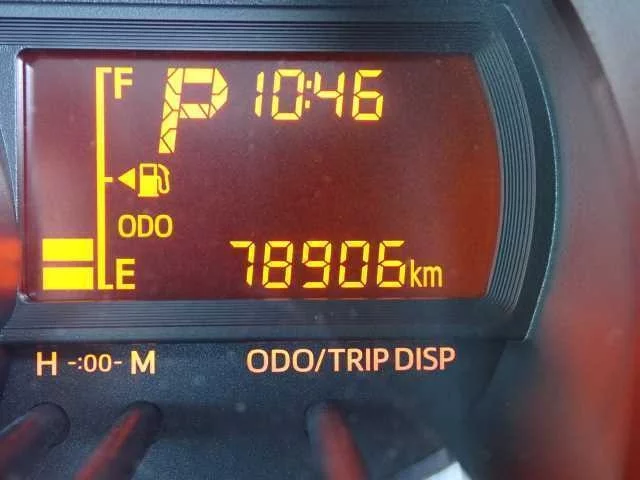 F P 10:46
ODO
E 78906km
H -:00- M ODO/TRIP DISP